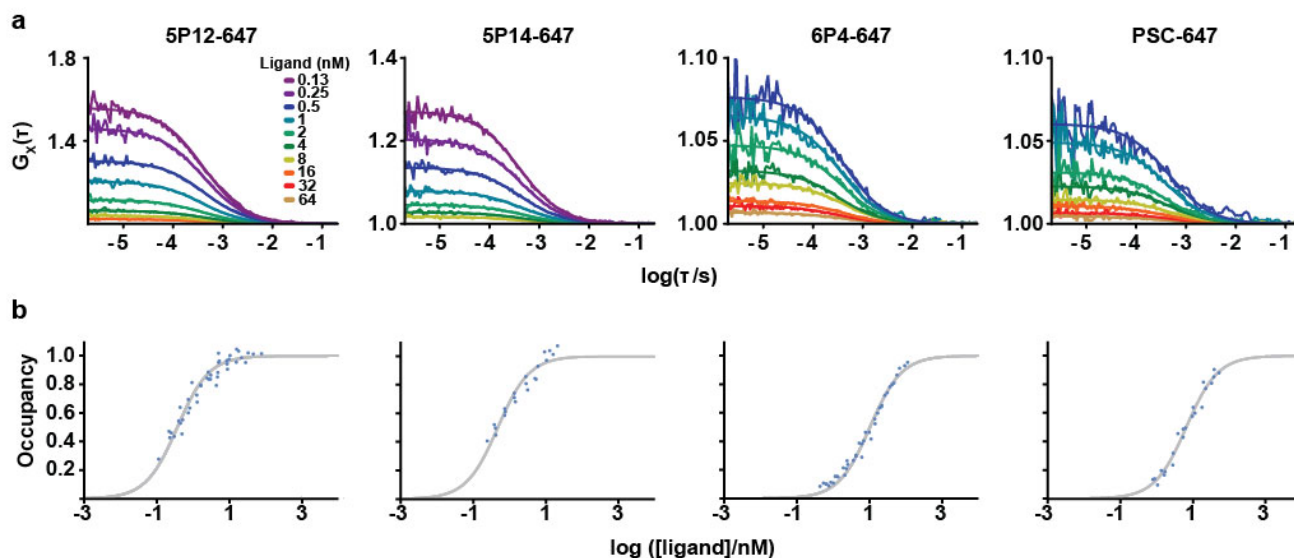 a
5P12-647
5P14-647
6P4-647
PSC-647
Gx(τ)
1.8
1.4
Ligand (nM)
0.13
0.25
0.5
1
2
4
8
16
32
64
-5 -4 -3 -2 -1
1.4
1.2
1.0
-5 -4 -3 -2 -1
1.10
1.05
1.00
-5 -4 -3 -2 -1
1.10
1.05
1.00
-5 -4 -3 -2 -1
log(τ/s)
b
Occupancy
1.0
0.8
0.6
0.4
0.2
-3 -1 1 3
-3 -1 1 3
-3 -1 1 3
-3 -1 1 3
log ([ligand]/nM)